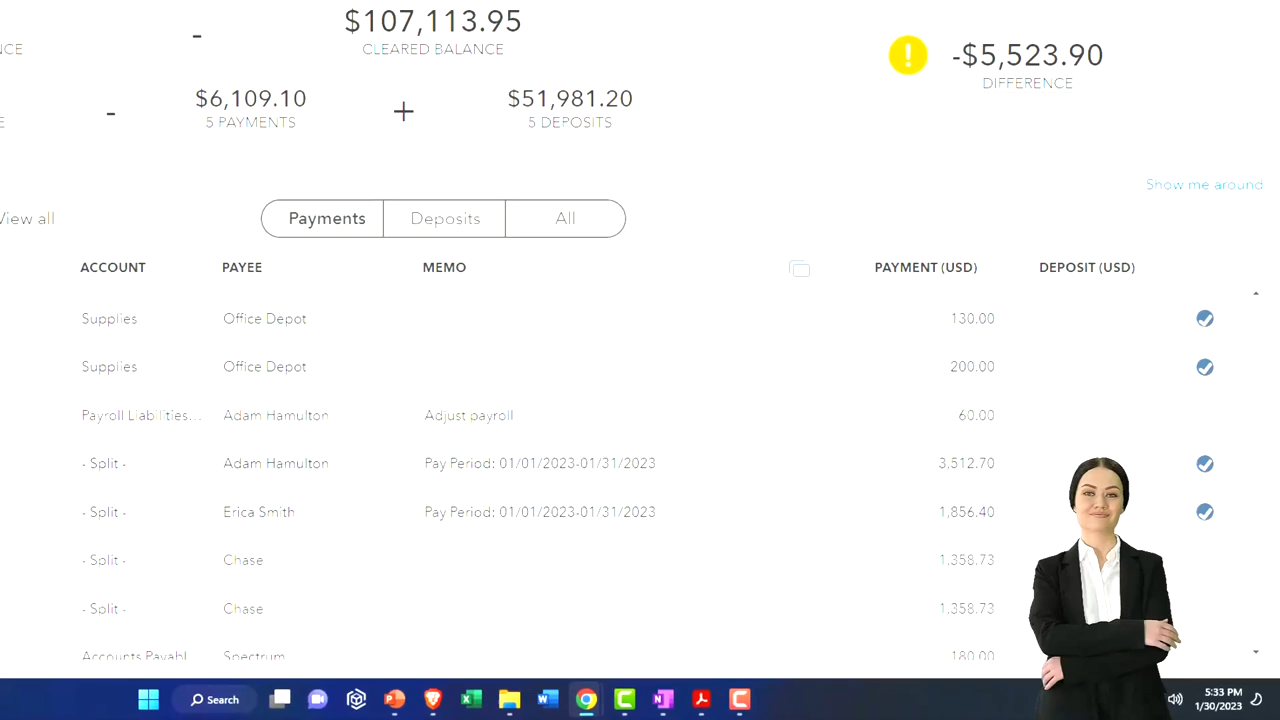 NCE
-
$107,113.95
CLEARED BALANCE
!
-$5,523.90
DIFFERENCE
E
-
$6,109.10
5 PAYMENTS
+
$51,981.20
5 DEPOSITS
Show me around
View all
Payments
Deposits
All
ACCOUNT PAYEE MEMO PAYMENT (USD) DEPOSIT (USD)
Supplies Office Depot 130.00
Supplies Office Depot 200.00
Payroll Liabilities... Adam Hamulton Adjust payroll 60.00
- Split - Adam Hamulton Pay Period: 01/01/2023-01/31/2023 3,512.70
- Split - Erica Smith Pay Period: 01/01/2023-01/31/2023 1,856.40
- Split - Chase 1,358.73
- Split - Chase 1,358.73
Accounts Payabl Spectrum 180.00
Search
5:33 PM
1/30/2023